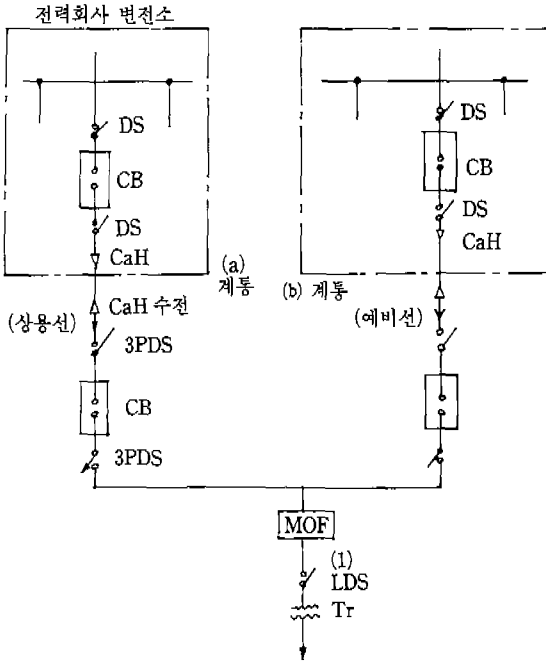 전력회사 변전소
DS
CB
DS
CaH
(a)
계통
CaH 수전
(상용선)
3PDS
CB
3PDS
DS
CB
DS
CaH
(b) 계통
(예비선)
MOF
(1)
LDS
Tr